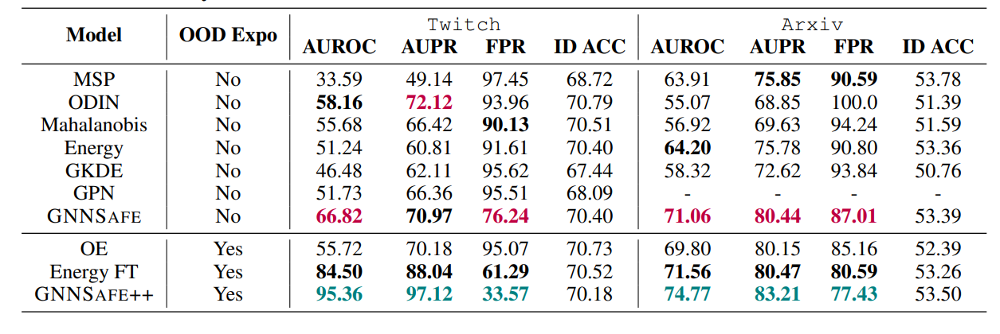 Model OOD Expo Twitch Arxiv
AUROC AUPR FPR ID ACC AUROC AUPR FPR ID ACC
MSP No 33.59 49.14 97.45 68.72 63.91 75.85 90.59 53.78
ODIN No 58.16 72.12 93.96 70.79 55.07 68.85 100.0 51.39
Mahalanobis No 55.68 66.42 90.13 70.51 56.92 69.63 94.24 51.59
Energy No 51.24 60.81 91.61 70.40 64.20 75.78 90.80 53.36
GKDE No 46.48 62.11 95.62 67.44 58.32 72.62 93.84 50.76
GPN No 51.73 66.36 95.51 68.09 - - - -
GNNSAFE No 66.82 70.97 76.24 70.40 71.06 80.44 87.01 53.39
OE Yes 55.72 70.18 95.07 70.73 69.80 80.15 85.16 52.39
Energy FT Yes 84.50 88.04 61.29 70.52 71.56 80.47 80.59 53.26
GNNSAFE++ Yes 95.36 97.12 33.57 70.18 74.77 83.21 77.43 53.50